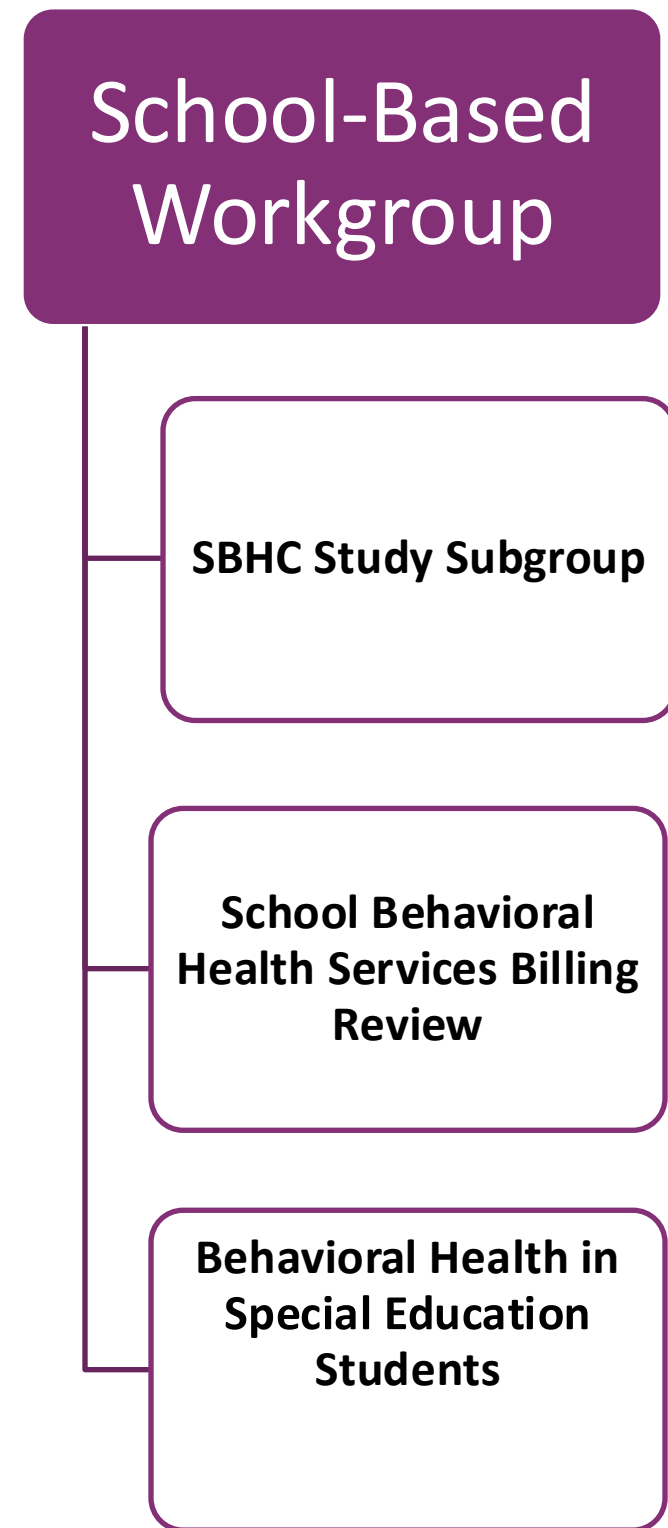 School-Based
Workgroup
SBHC Study Subgroup
School Behavioral
Health Services Billing
Review
Behavioral Health in
Special Education
Students